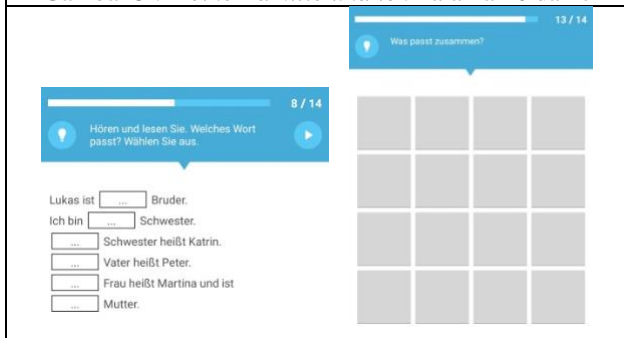 13 / 14
Was passt zusammen?
8 / 14
Hören und lesen Sie. Welches Wort
passt? Wählen Sie aus.
Lukas ist ... Bruder.
Ich bin ... Schwester.
... Schwester heißt Katrin.
... Vater heißt Peter.
... Frau heißt Martina und ist
... Mutter.